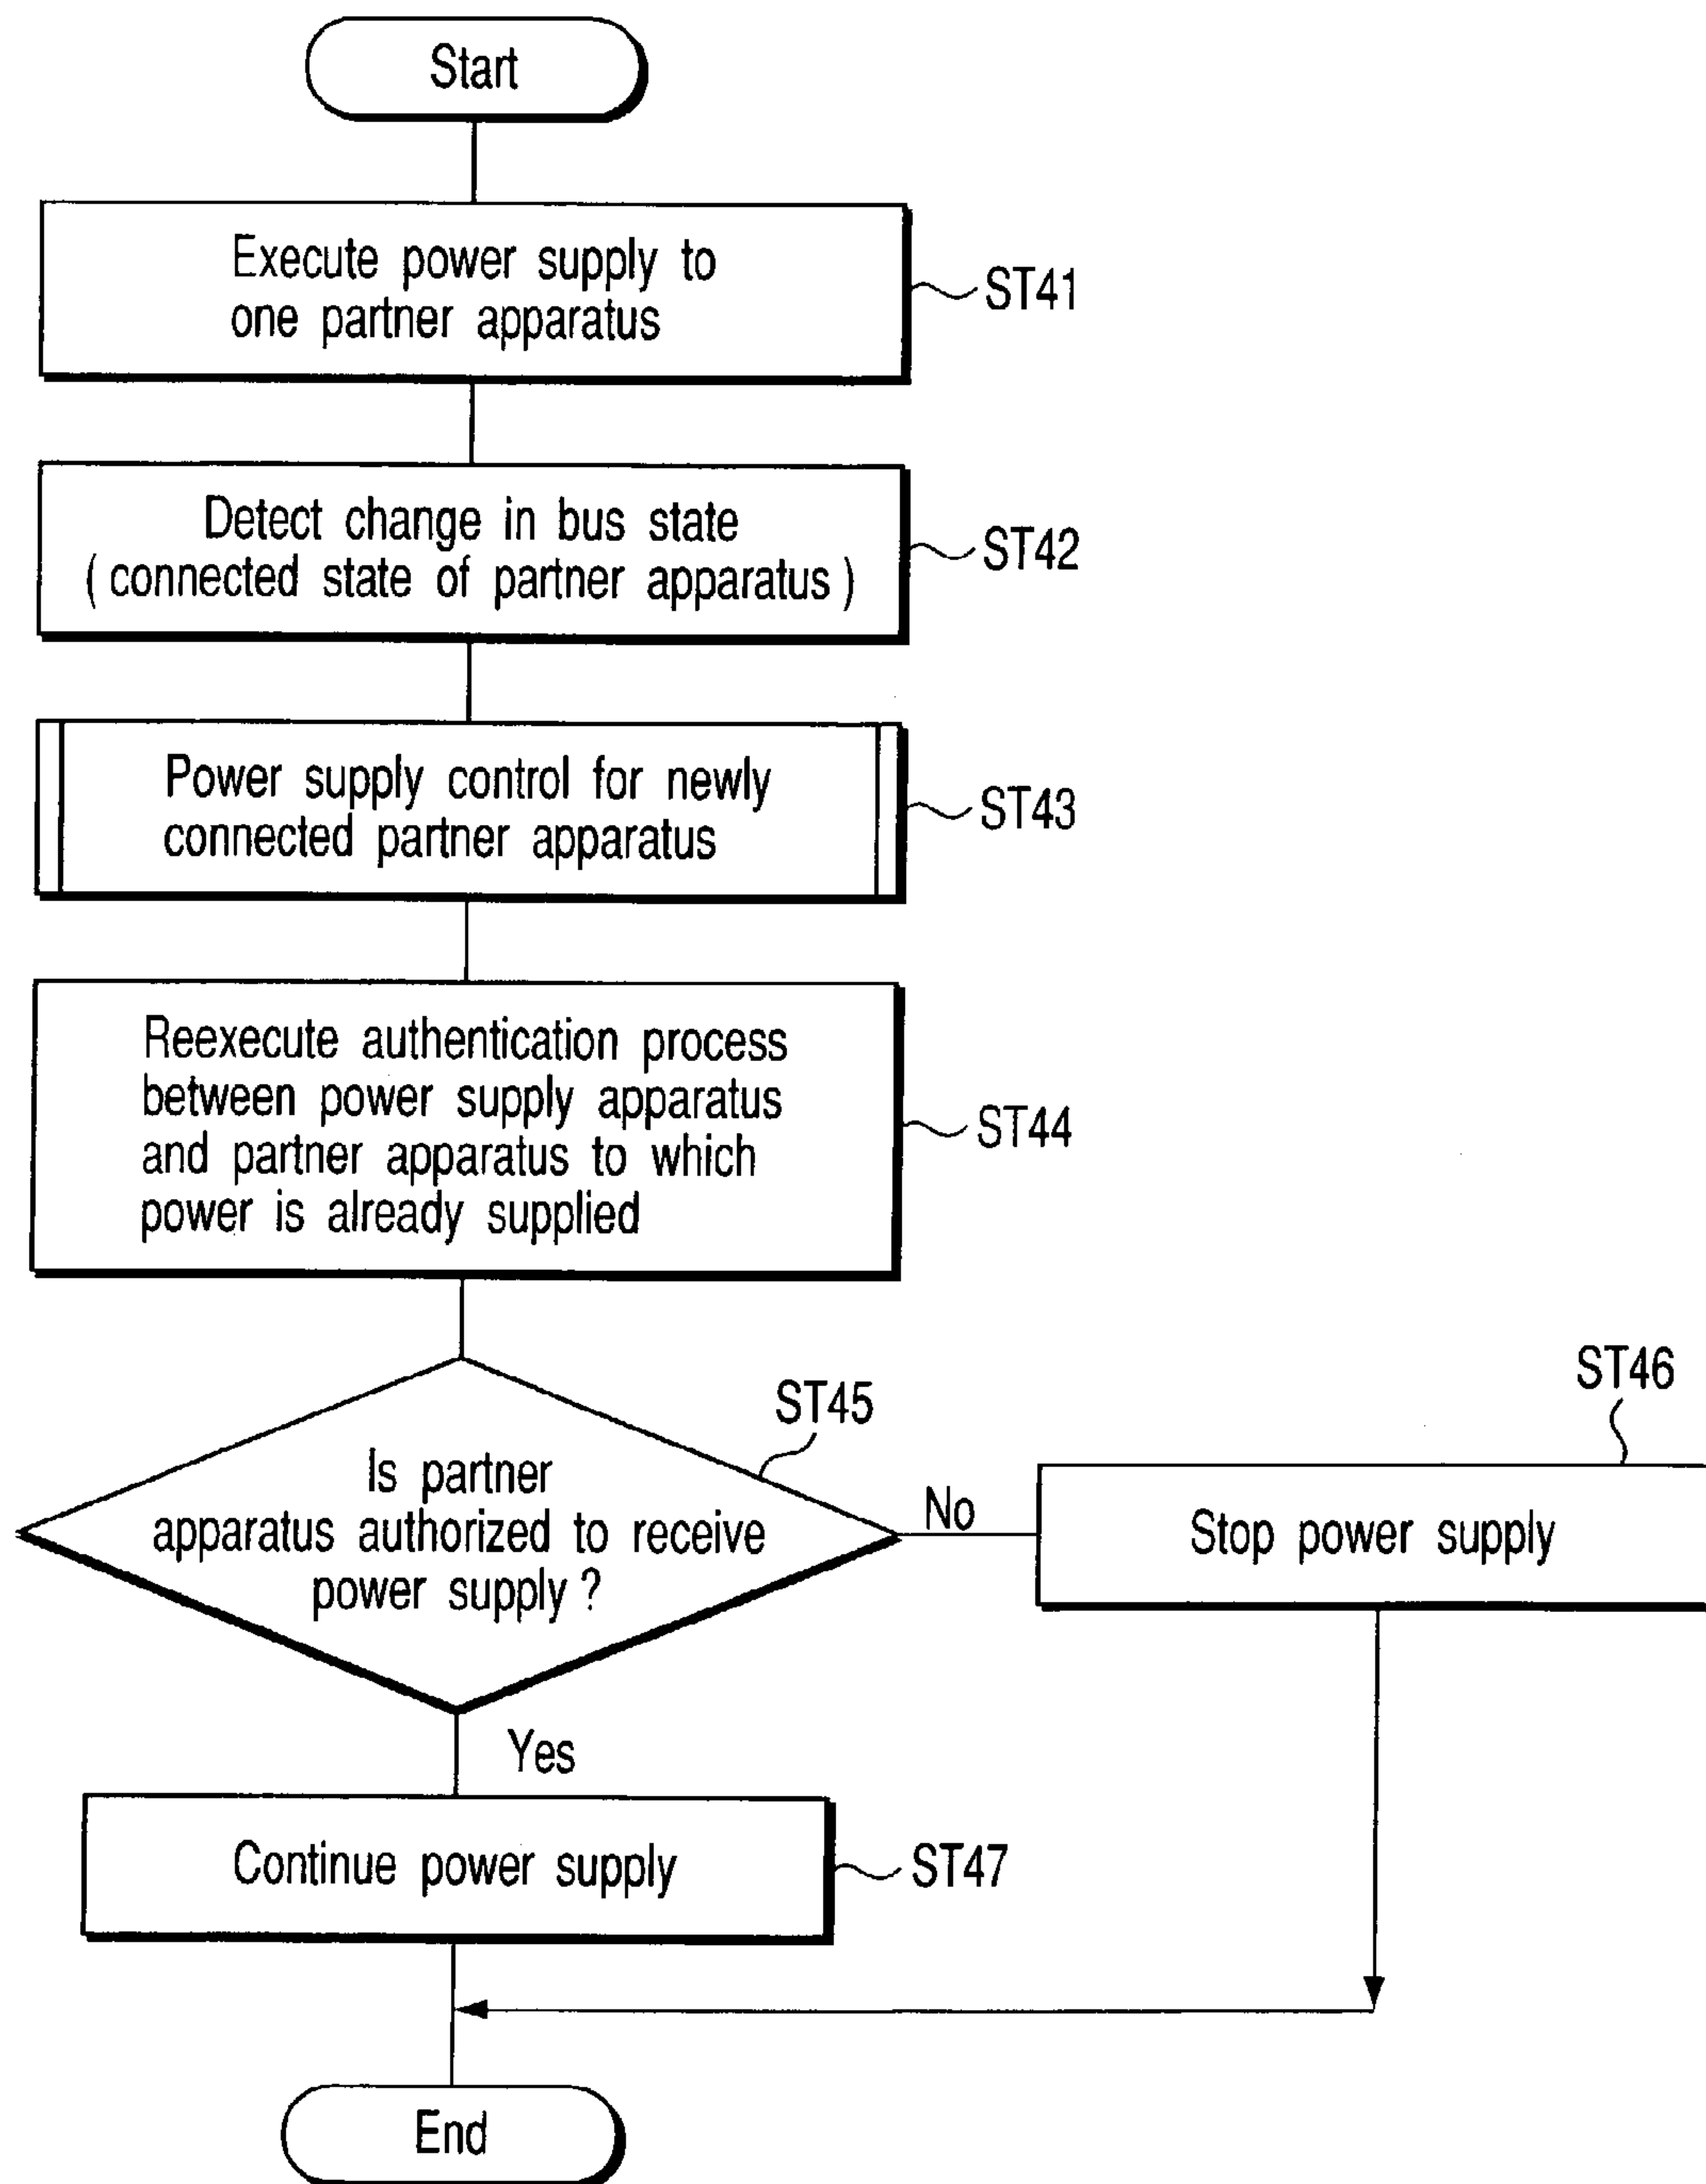 Start
Execute power supply to
one partner apparatus
ST41
Detect change in bus state
(connected state of partner apparatus)
ST42
Power supply control for newly
connected partner apparatus
ST43
Reexecute authentication process
between power supply apparatus
and partner apparatus to which
power is already supplied
ST44
ST45
Is partner
apparatus authorized to receive
power supply?
No
ST46
Stop power supply
Yes
Continue power supply
ST47
End